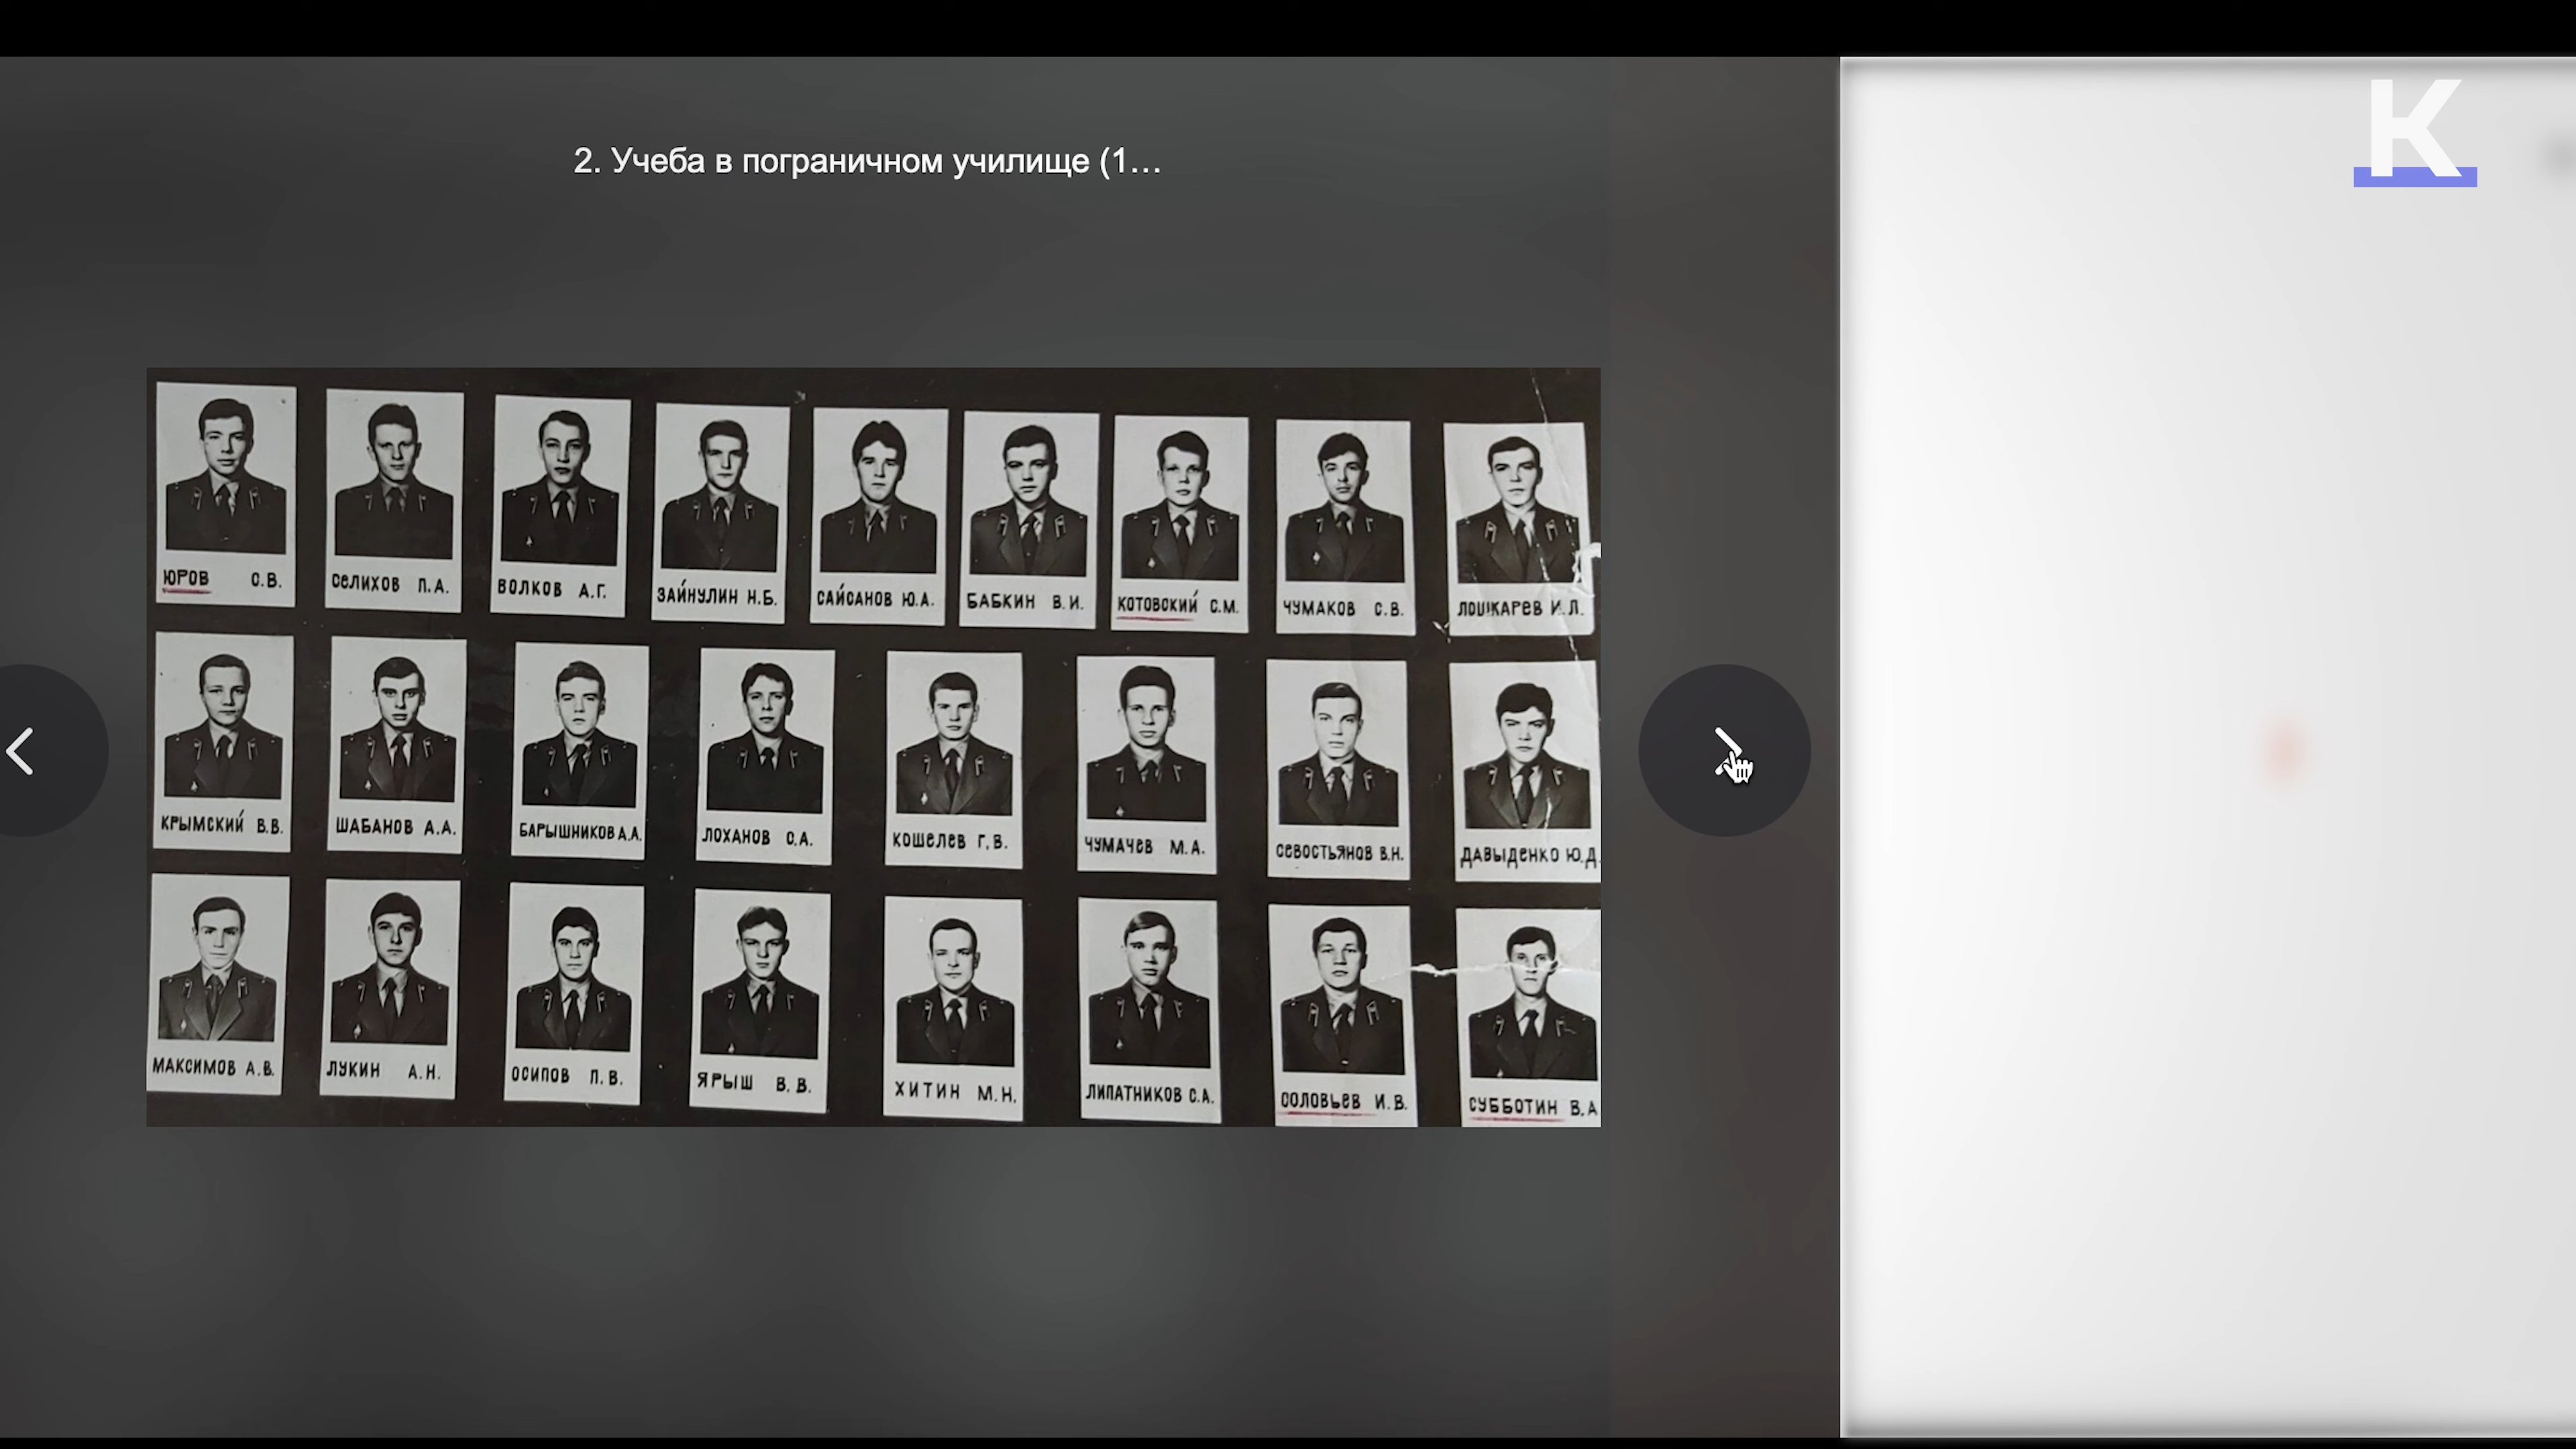 K
2. Учеба в пограничном училище (1...
ЮРОВ С.В.
СЕЛИХОВ П.А.
ВОЛКОВ А.Г.
ЗАЙНУЛИН Н.Б.
САЙСАНОВ Ю.А.
БАБКИН В.И.
КОТОВСКИЙ С.М.
ЧУМАКОВ С.В.
ЛОШКАРЕВ И.Л.
КРЫМСКИЙ В.В.
ШАБАНОВ А.А.
БАРЫШНИКОВ А.А.
ЛОХАНОВ С.А.
КОШЕЛЕВ Г.В.
ЧУМАЧЕВ М.А.
СЕВОСТЬЯНОВ В.Н.
ДАВЫДЕНКО Ю.Д.
МАКСИМОВ А.В.
ЛУКИН А.Н.
ОСИПОВ П.В.
ЯРЫШ В.В.
ХИТИН М.Н.
ЛИПАТНИКОВ С.А.
СОЛОВЬЕВ И.В.
СУББОТИН В.А